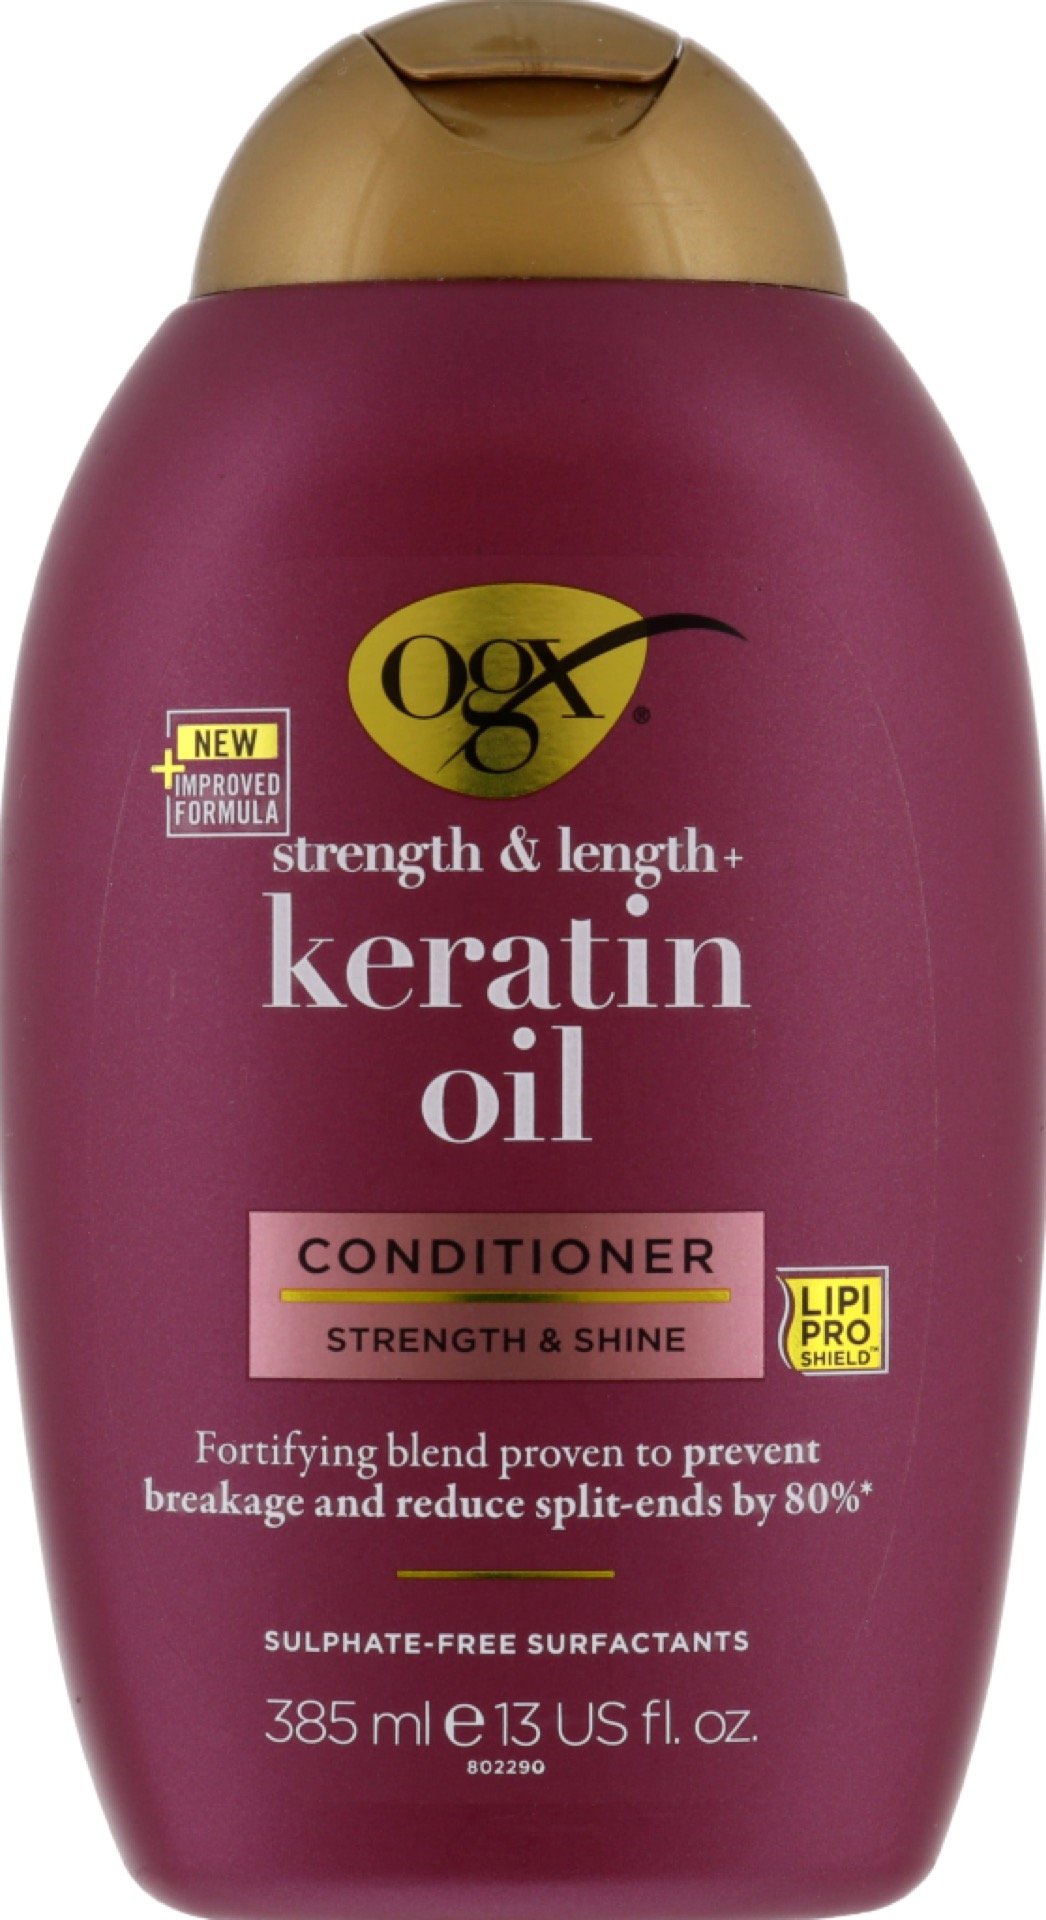 ogx®
NEW
+IMPROVED
FORMULA
strength & length+
keratin
oil
CONDITIONER
STRENGTH & SHINE
LIPI
PRO
SHIELD™
Fortifying blend proven to prevent
breakage and reduce split-ends by 80%*
SULPHATE-FREE SURFACTANTS
385 ml e 13 US fl. oz.
802290